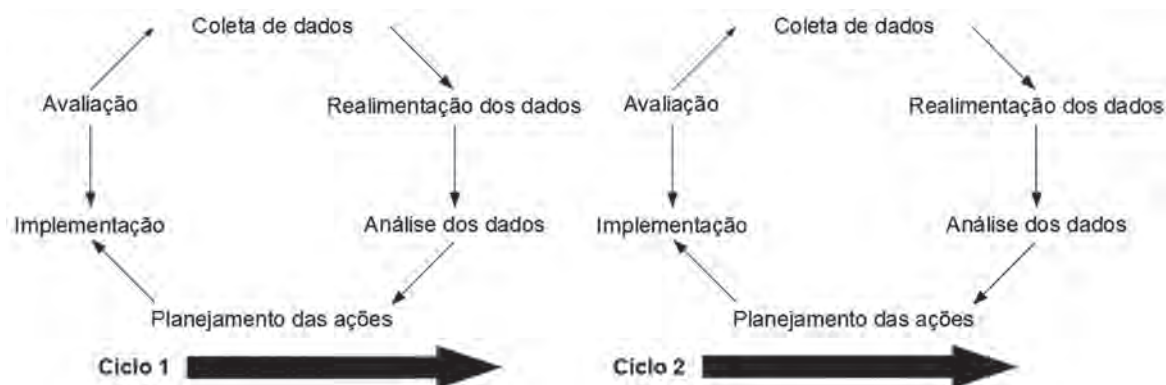 Coleta de dados
Avaliação
Realimentação dos dados
Implementação
Análise dos dados
Planejamento das ações
Ciclo 1
Coleta de dados
Avaliação
Realimentação dos dados
Implementação
Análise dos dados
Planejamento das ações
Ciclo 2